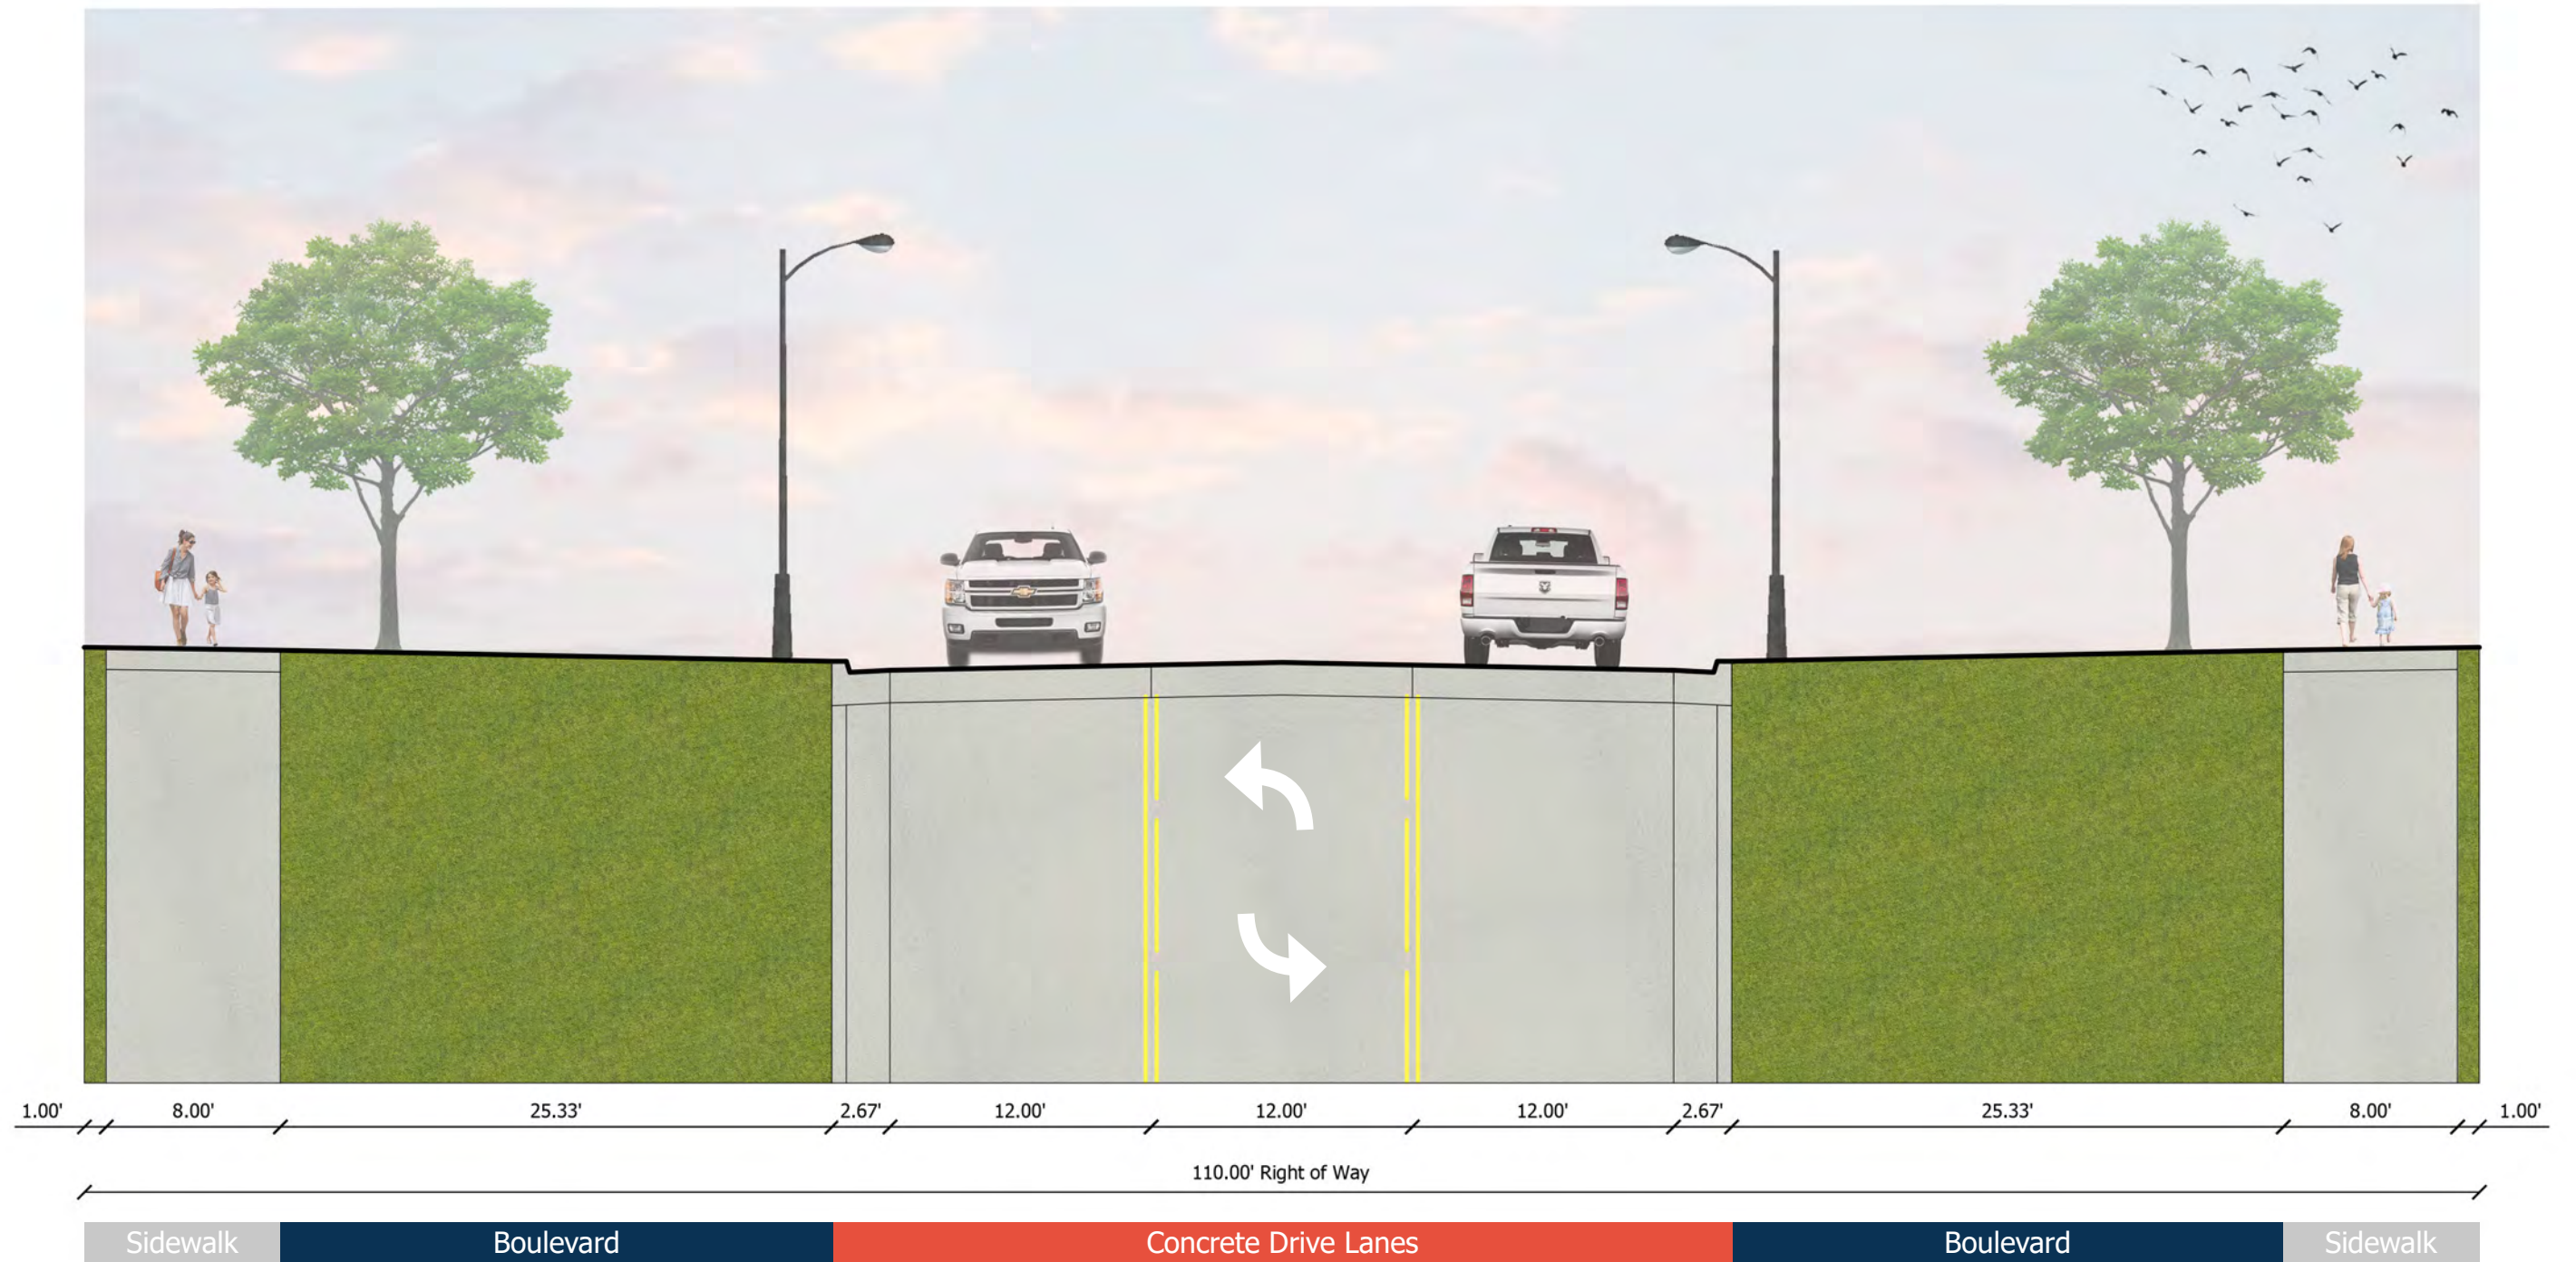 1.00' 8.00' 25.33' 2.67' 12.00' 12.00' 12.00' 2.67' 25.33' 8.00' 1.00'
110.00' Right of Way
Sidewalk Boulevard Concrete Drive Lanes Boulevard Sidewalk